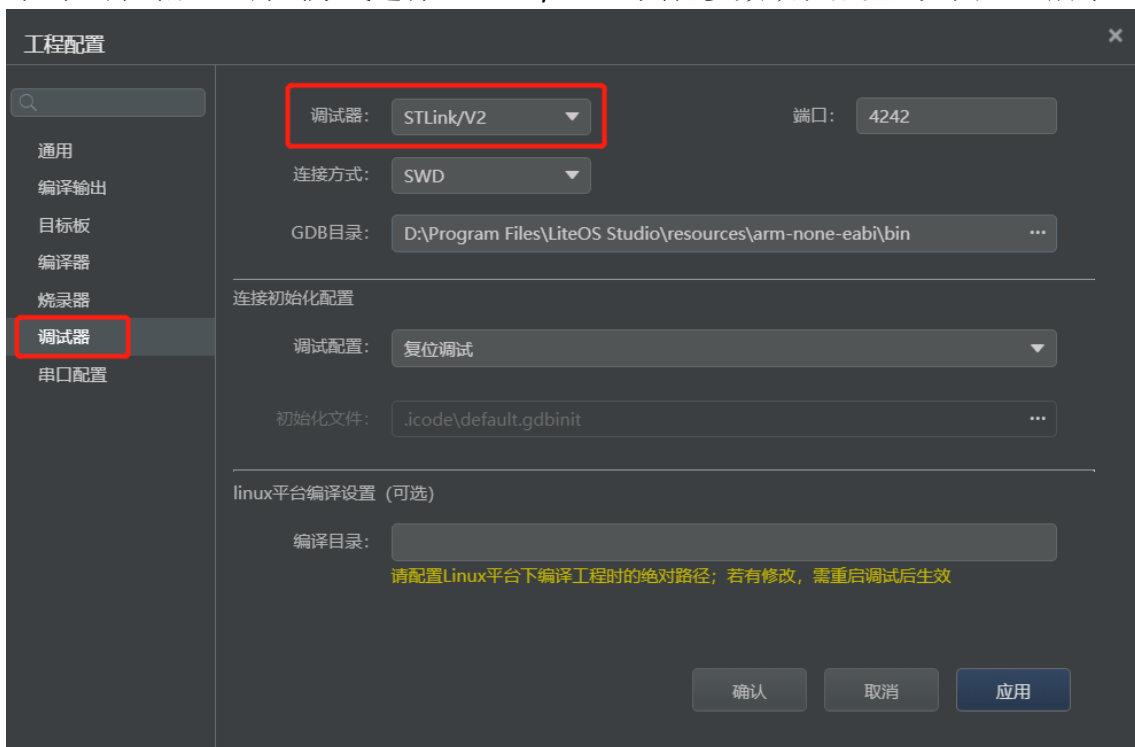 工程配置
调试器: STLink/V2 端口: 4242
通用
连接方式: SWD
编译输出
目标板
GDB目录: D:\Program Files\LiteOS Studio\resources\arm-none-eabi\bin ...
编译器
烧录器
连接初始化配置
调试器
调试配置: 复位调试
串口配置
初始化文件: .icode\default.gdbinit ...
linux平台编译设置 (可选)
编译目录:
请配置Linux平台下编译工程时的绝对路径；若有修改，需重启调试后生效
确认 取消 应用